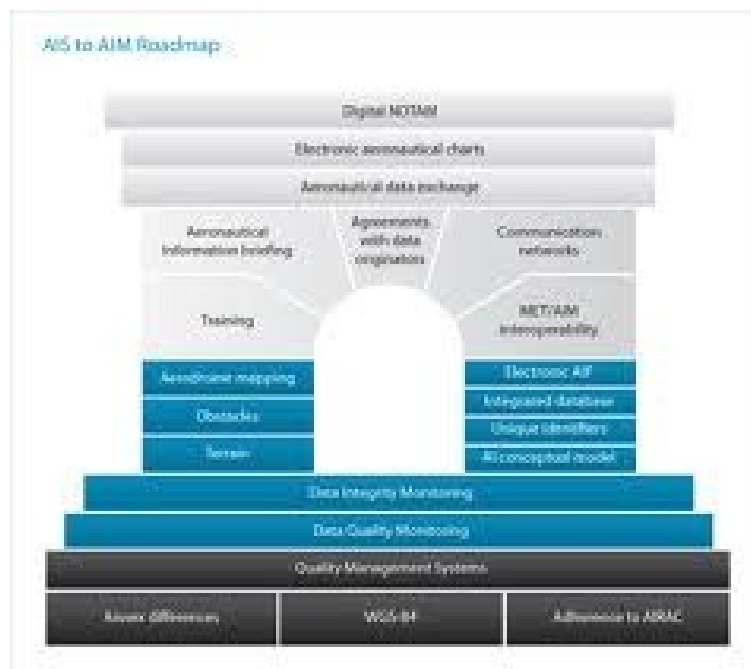 AIS to AIM Roadmap
Digital NOTAM
Electronic aeronautical charts
Aeronautical data exchange
Aeronautical
Information briefing
Agreements
with data
originators
Communication
networks
Training
MET/AIM
interoperability
Aerodrome mapping
Obstacles
Terrain
Electronic AIP
Integrated database
Unique identifiers
AI conceptual model
Data Integrity Monitoring
Data Quality Monitoring
Quality Management Systems
Annex differences
WGS-84
Adherence to AIRAC